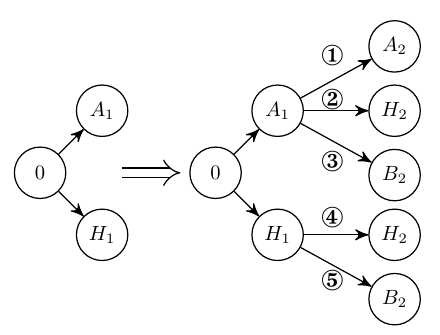 ① A₂
A₁ A₁ ② H₂
③ B₂
0 0
H₁ H₁ ④ H₂
⑤ B₂